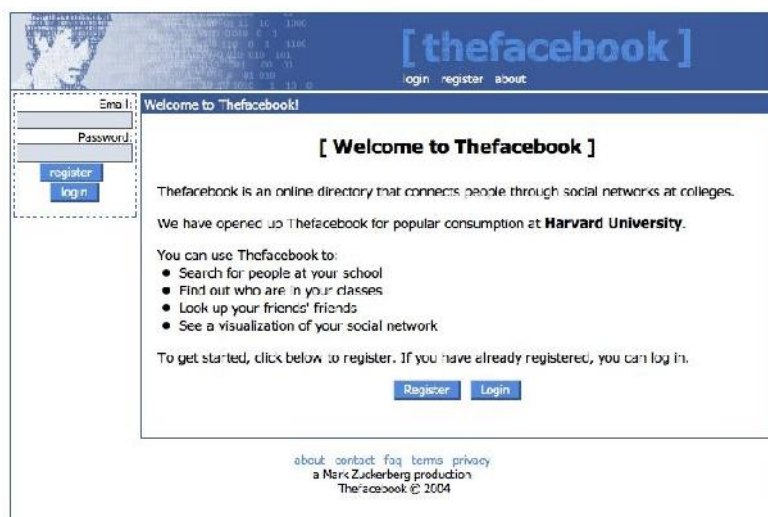 [ thefacebook ]
login register about
Email:
Password:
register
login
Welcome to Thefacebook!
[ Welcome to Thefacebook ]
Thefacebook is an online directory that connects people through social networks at colleges.
We have opened up Thefacebook for popular consumption at Harvard University.
You can use Thefacebook to:
• Search for people at your school
• Find out who are in your classes
• Look up your friends' friends
• See a visualization of your social network
To get started, click below to register. If you have already registered, you can log in.
Register Login
about contact faq terms privacy
a Mark Zuckerberg production
Thefacebook © 2004